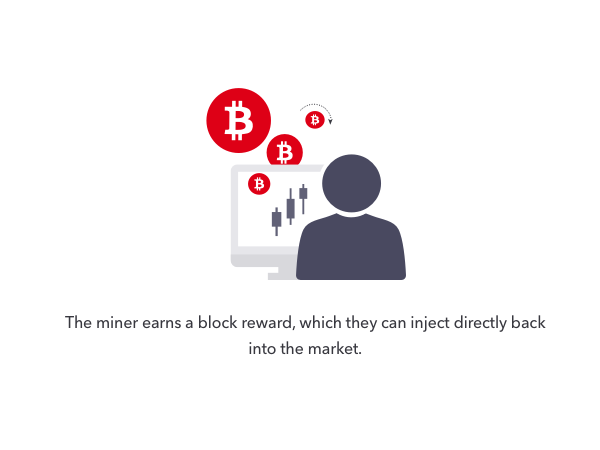 The miner earns a block reward, which they can inject directly back
into the market.